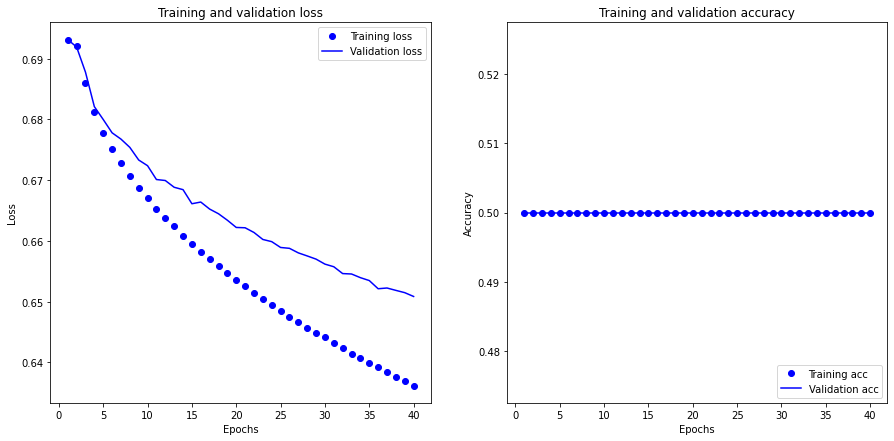 Training and validation loss
Training loss
Validation loss
0.69
0.68
0.67
0.66
0.65
0.64
Loss
0 5 10 15 20 25 30 35 40
Epochs
Training and validation accuracy
0.52
0.51
0.50
0.49
0.48
Accuracy
Training acc
Validation acc
0 5 10 15 20 25 30 35 40
Epochs